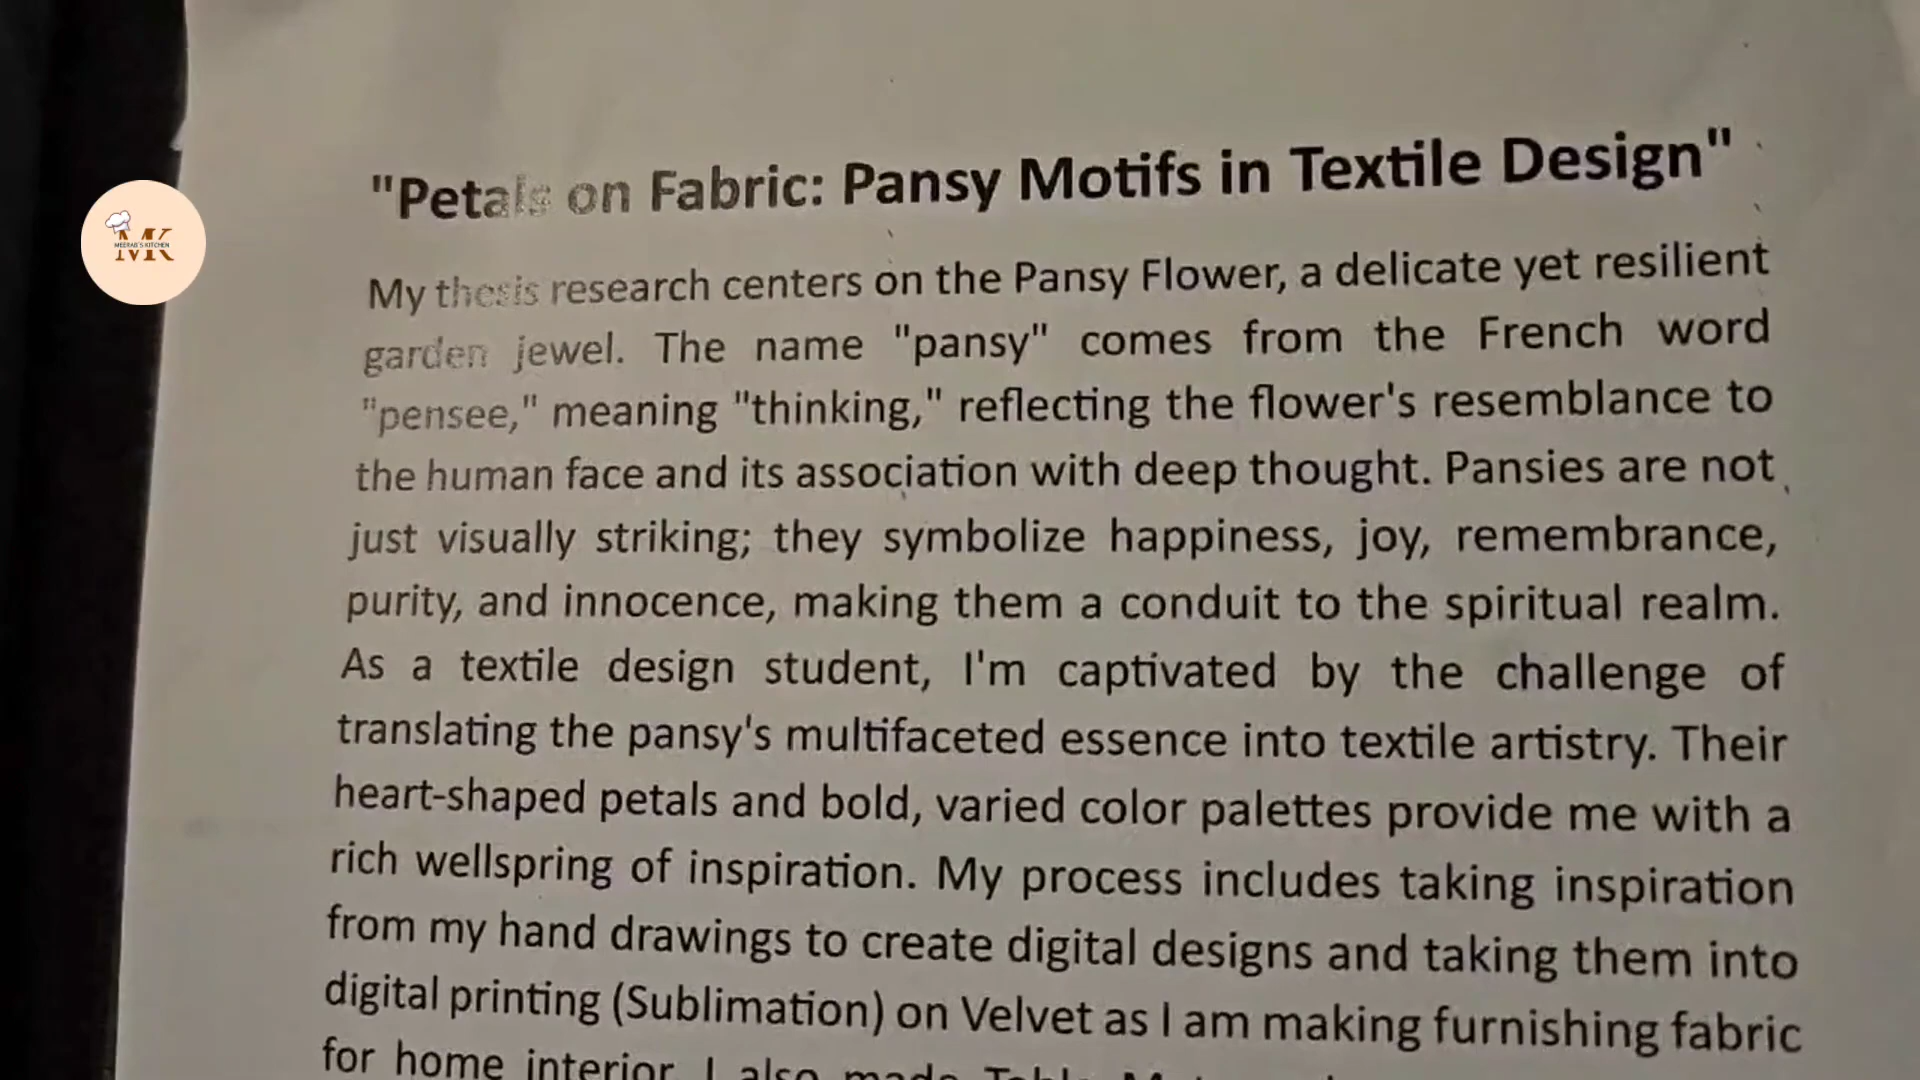 "Petals on Fabric: Pansy Motifs in Textile Design"
MK
MEERAB'S KITCHEN
My thesis research centers on the Pansy Flower, a delicate yet resilient
garden jewel. The name "pansy" comes from the French word
"pensee," meaning "thinking," reflecting the flower's resemblance to
the human face and its association with deep thought. Pansies are not
just visually striking; they symbolize happiness, joy, remembrance,
purity, and innocence, making them a conduit to the spiritual realm.
As a textile design student, I'm captivated by the challenge of
translating the pansy's multifaceted essence into textile artistry. Their
heart-shaped petals and bold, varied color palettes provide me with a
rich wellspring of inspiration. My process includes taking inspiration
from my hand drawings to create digital designs and taking them into
digital printing (Sublimation) on Velvet as I am making furnishing fabric
for home interior. I also made Table